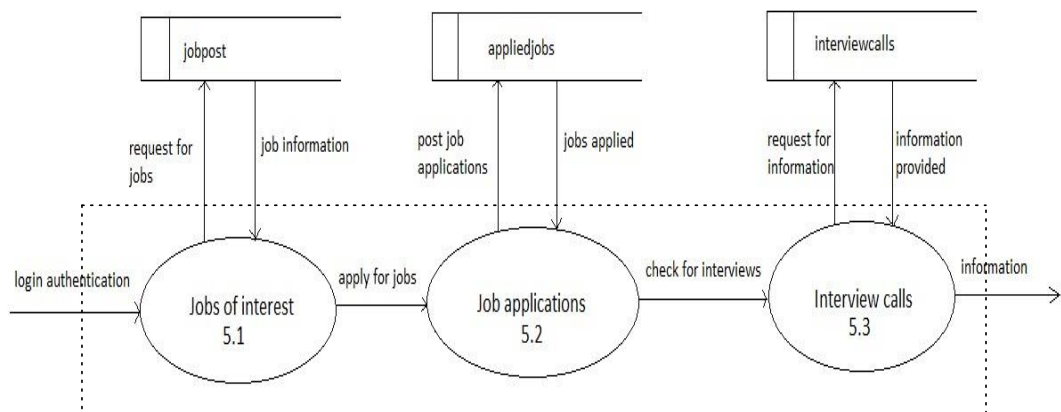 jobpost
appliedjobs
interviewcalls
request for
jobs
job information
post job
applications
jobs applied
request for
information
information
provided
login authentication
Jobs of interest
5.1
apply for jobs
Job applications
5.2
check for interviews
Interview calls
5.3
information